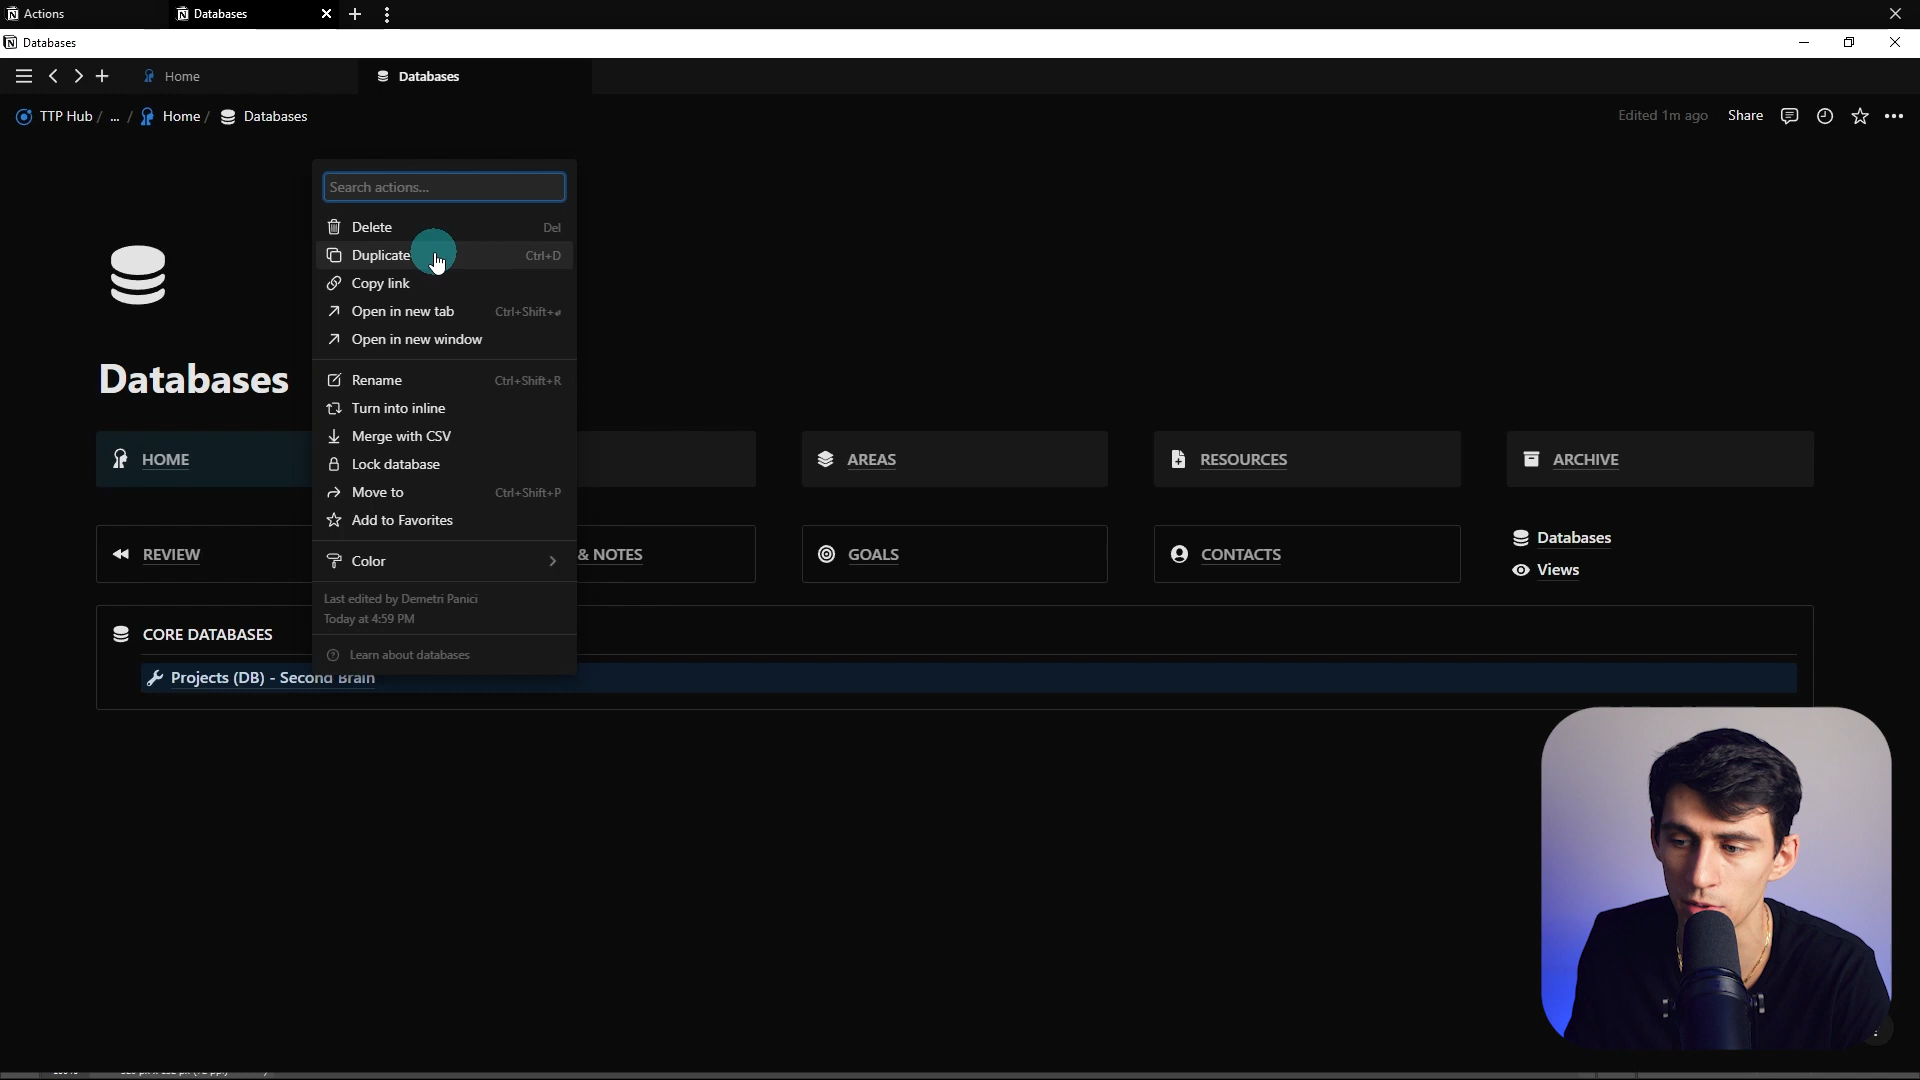 Actions
Databases
Databases
Home
Databases
TTP Hub / ... / Home / Databases
Edited 1m ago
Share
Search actions...
Delete Del
Duplicate Ctrl+D
Copy link
Open in new tab Ctrl+Shift+↲
Open in new window
Rename Ctrl+Shift+R
Turn into inline
Merge with CSV
Lock database
Move to Ctrl+Shift+P
Add to Favorites
Color
Last edited by Demetri Panici
Today at 4:59 PM
Learn about databases
Databases
HOME
AREAS
RESOURCES
ARCHIVE
REVIEW
& NOTES
GOALS
CONTACTS
Databases
Views
CORE DATABASES
Projects (DB) - Second Brain